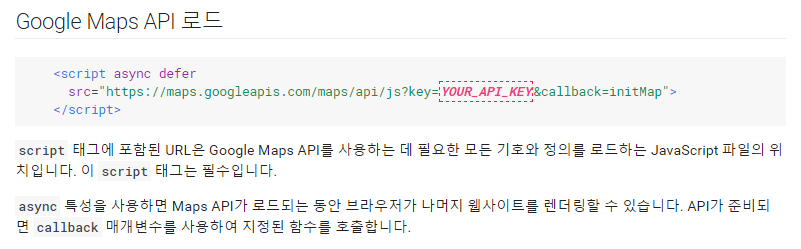 Google Maps API 로드
<script async defer
src="https://maps.googleapis.com/maps/api/js?key=YOUR_API_KEY&callback=initMap">
</script>
script 태그에 포함된 URL은 Google Maps API를 사용하는 데 필요한 모든 기호와 정의를 로드하는 JavaScript 파일의 위
치입니다. 이 script 태그는 필수입니다.
async 특성을 사용하면 Maps API가 로드되는 동안 브라우저가 나머지 웹사이트를 렌더링할 수 있습니다. API가 준비되
면 callback 매개변수를 사용하여 지정된 함수를 호출합니다.